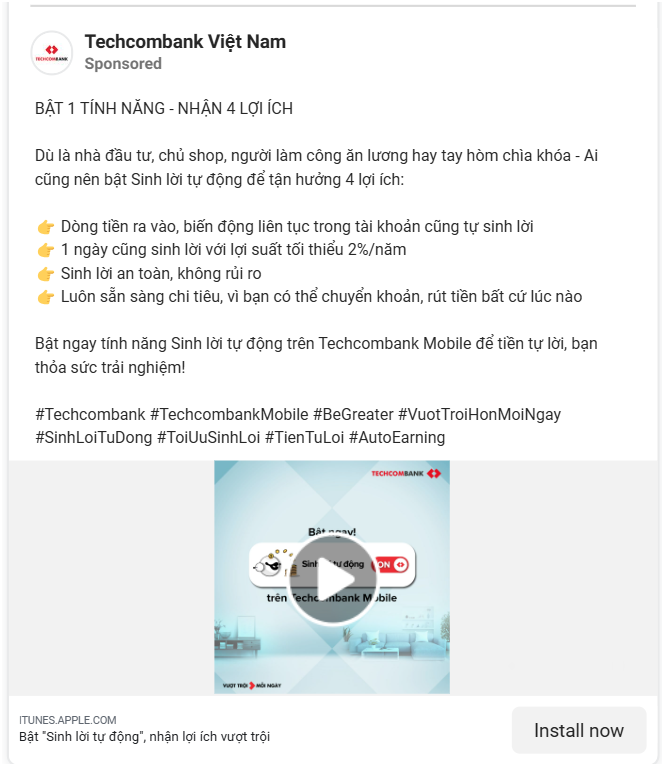 Techcombank Việt Nam
Sponsored
TECHCOMBANK
BẬT 1 TÍNH NĂNG - NHẬN 4 LỢI ÍCH
Dù là nhà đầu tư, chủ shop, người làm công ăn lương hay tay hòm chìa khóa - Ai
cũng nên bật Sinh lời tự động để tận hưởng 4 lợi ích:
👉 Dòng tiền ra vào, biến động liên tục trong tài khoản cũng tự sinh lời
👉 1 ngày cũng sinh lời với lợi suất tối thiểu 2%/năm
👉 Sinh lời an toàn, không rủi ro
👉 Luôn sẵn sàng chi tiêu, vì bạn có thể chuyển khoản, rút tiền bất cứ lúc nào
Bật ngay tính năng Sinh lời tự động trên Techcombank Mobile để tiền tự lời, bạn
thỏa sức trải nghiệm!
#Techcombank #TechcombankMobile #BeGreater #VuotTroiHonMoiNgay
#SinhLoiTuDong #ToiUuSinhLoi #TienTuLoi #AutoEarning
TECHCOMBANK
Bật ngay!
tự động ON
trên
VƯỢT TRỘI MỖI NGÀY
ITUNES.APPLE.COM
Bật "Sinh lời tự động", nhận lợi ích vượt trội
Install now